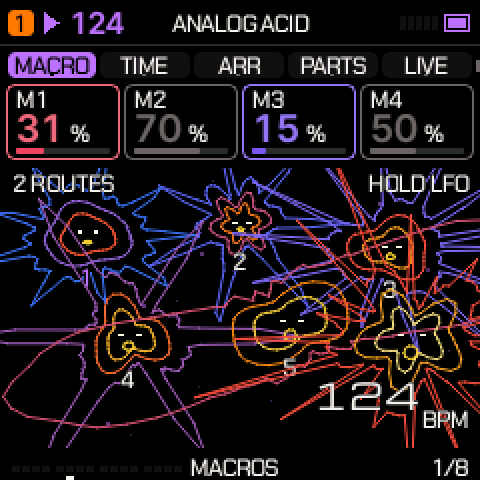 1 124 ANALOG ACID
MACRO TIME ARR PARTS LIVE
M1 M2 M3 M4
31 % 70 % 15 % 50 %
2 ROUTES HOLD LFO
1 2 3
4 5
124 BPM
MACROS 1/8